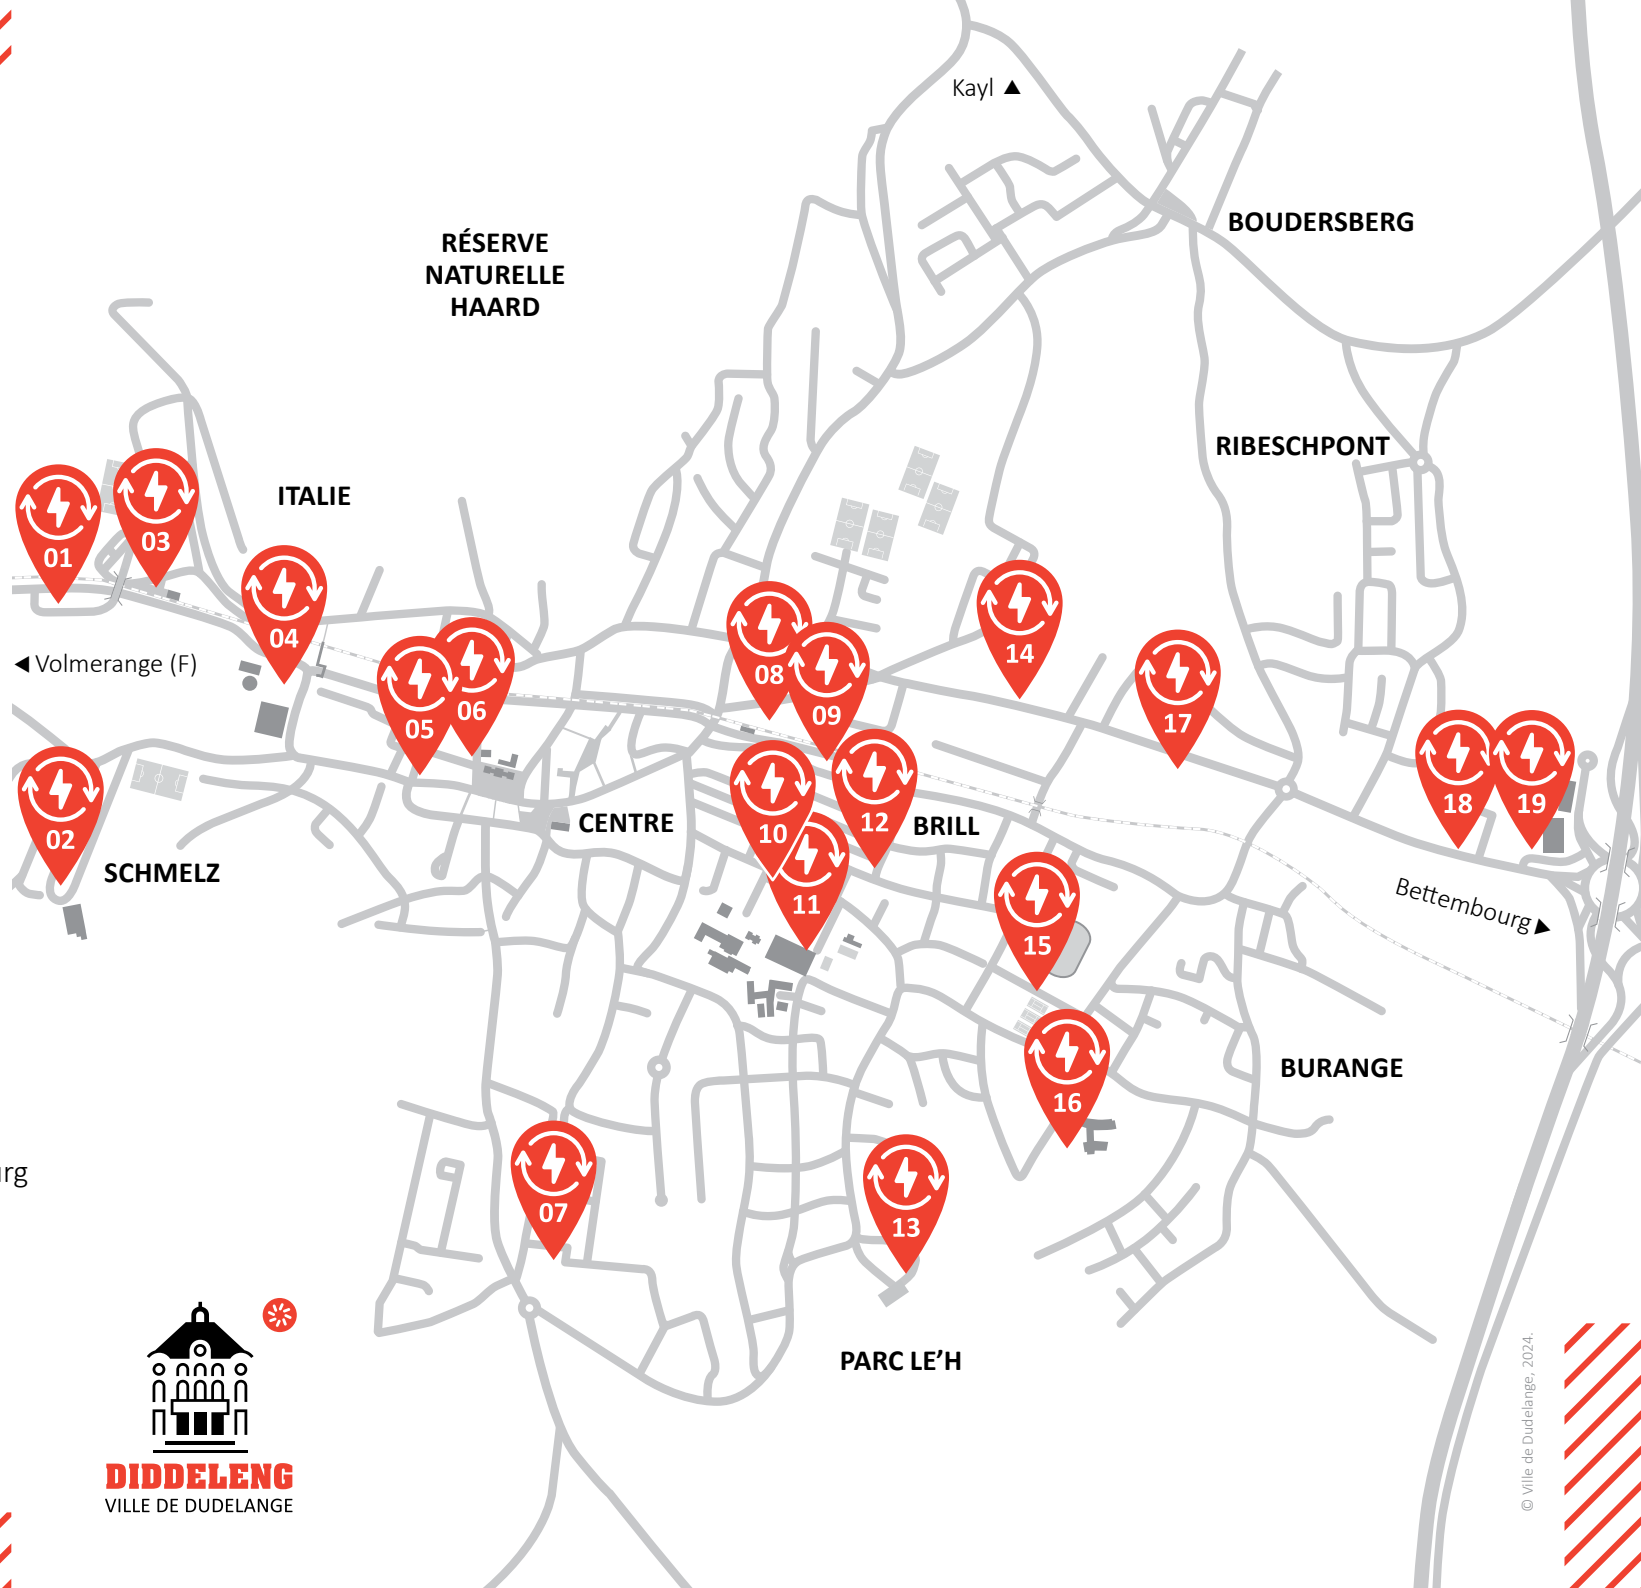 Kayl
BOUDERSBERG
RÉSERVE
NATURELLE
HAARD
RIBESCHPONT
ITALIE
01
03
04
Volmerange (F)
05
06
08
09
14
17
02
SCHMELZ
CENTRE
10
11
12
BRILL
18
19
Bettembourg
15
16
BURANGE
urg
07
13
PARC LE’H
DIDDELENG
VILLE DE DUDELANGE
© Ville de Dudelange, 2024.